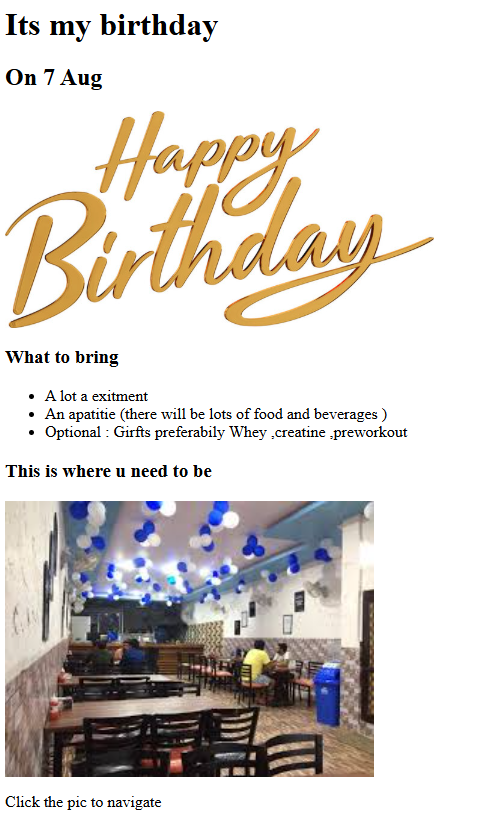 Its my birthday
On 7 Aug
Happy
Birthday
What to bring
A lot a exitment
An apatitie (there will be lots of food and beverages )
Optional : Girfts preferabily Whey ,creatine ,preworkout
This is where u need to be
Click the pic to navigate